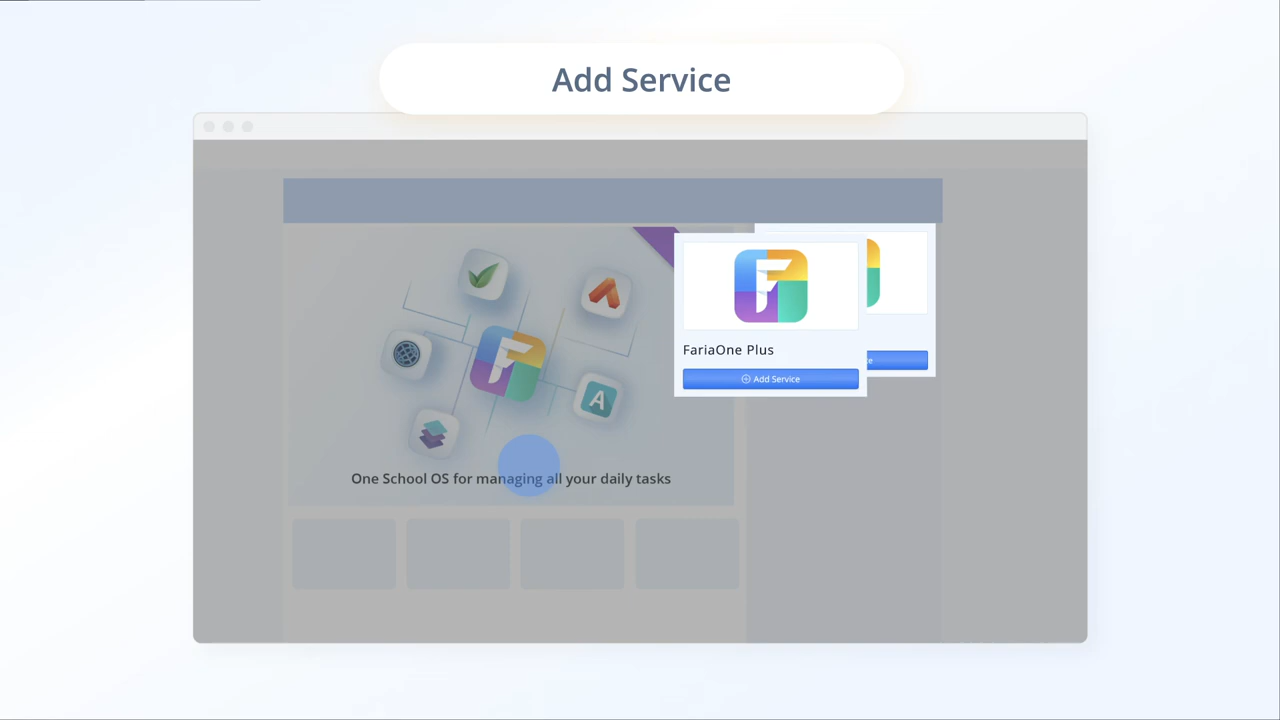 Add Service
FariaOne Plus
Add Service
One School OS for managing all your daily tasks